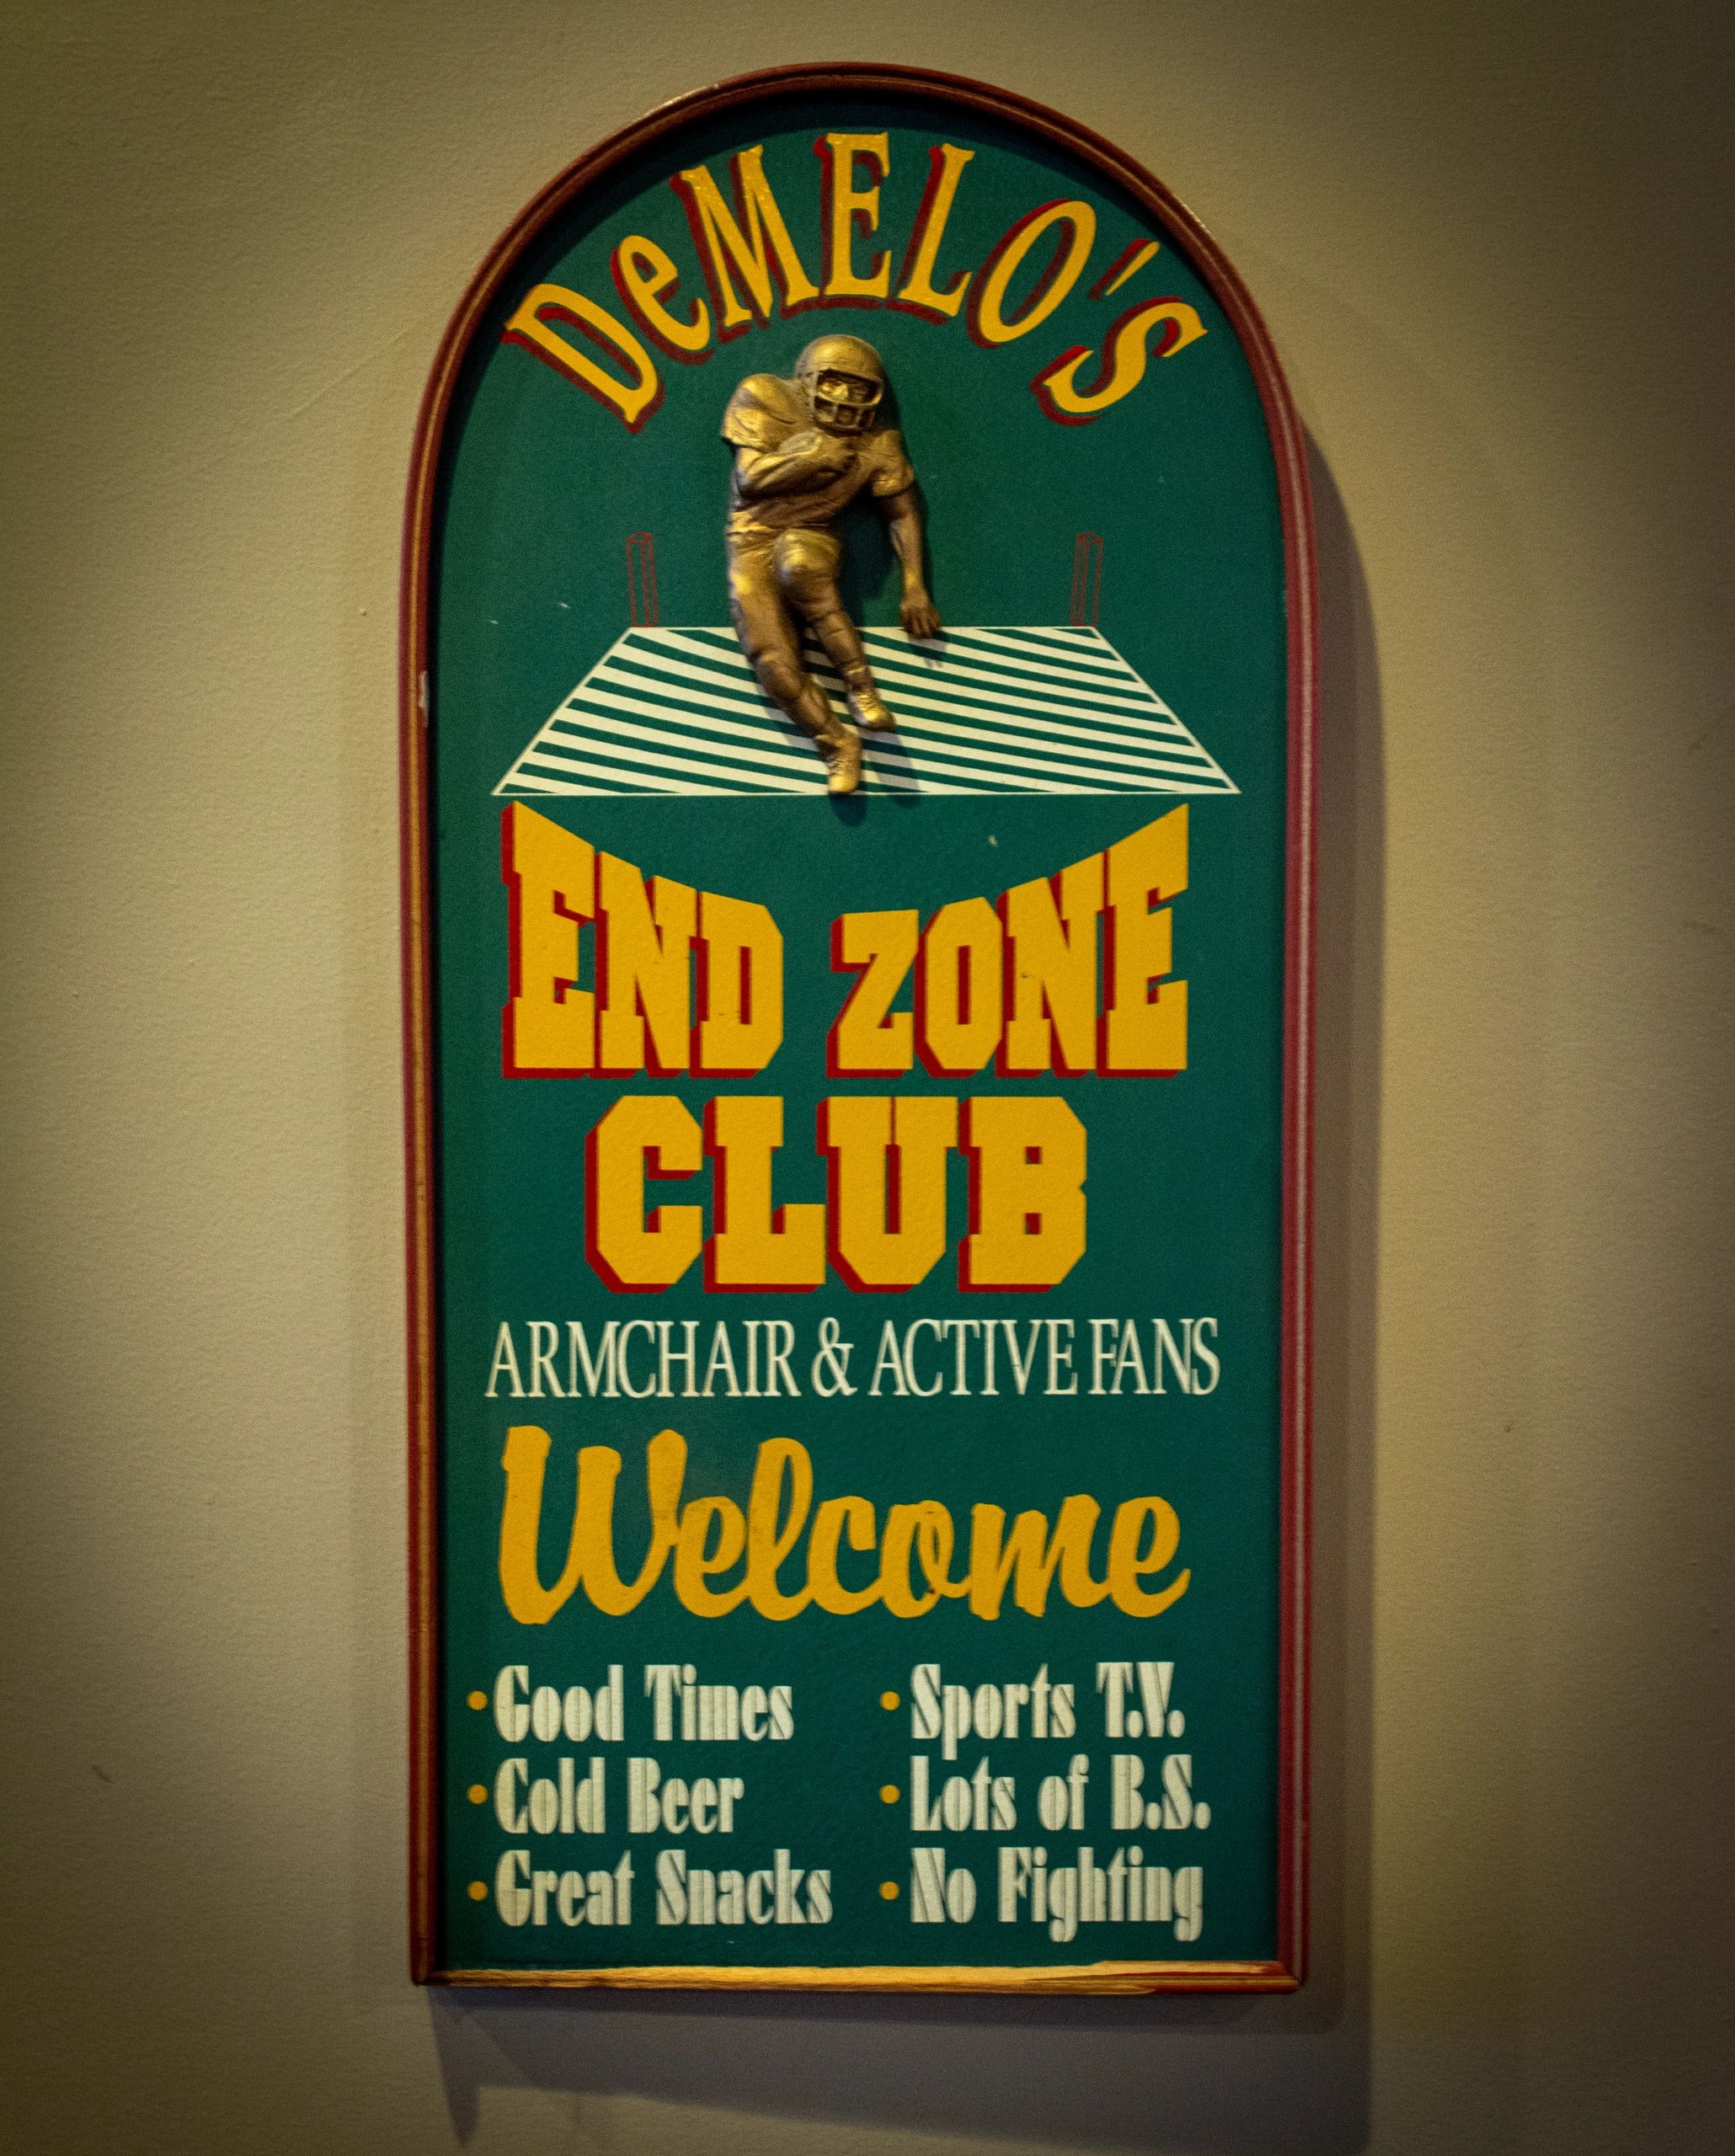 DeMELO'S
END ZONE
CLUB
ARMCHAIR & ACTIVE FANS
Welcome
• Good Times
• Cold Beer
• Great Snacks
• Sports T.V.
• Lots of B.S.
• No Fighting